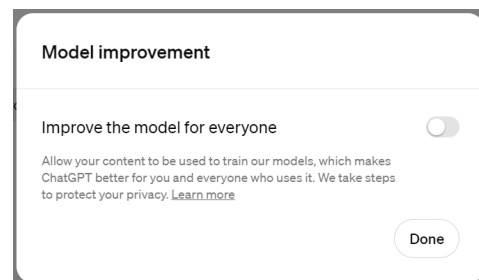 Model improvement
Improve the model for everyone
Allow your content to be used to train our models, which makes
ChatGPT better for you and everyone who uses it. We take steps
to protect your privacy. Learn more
Done